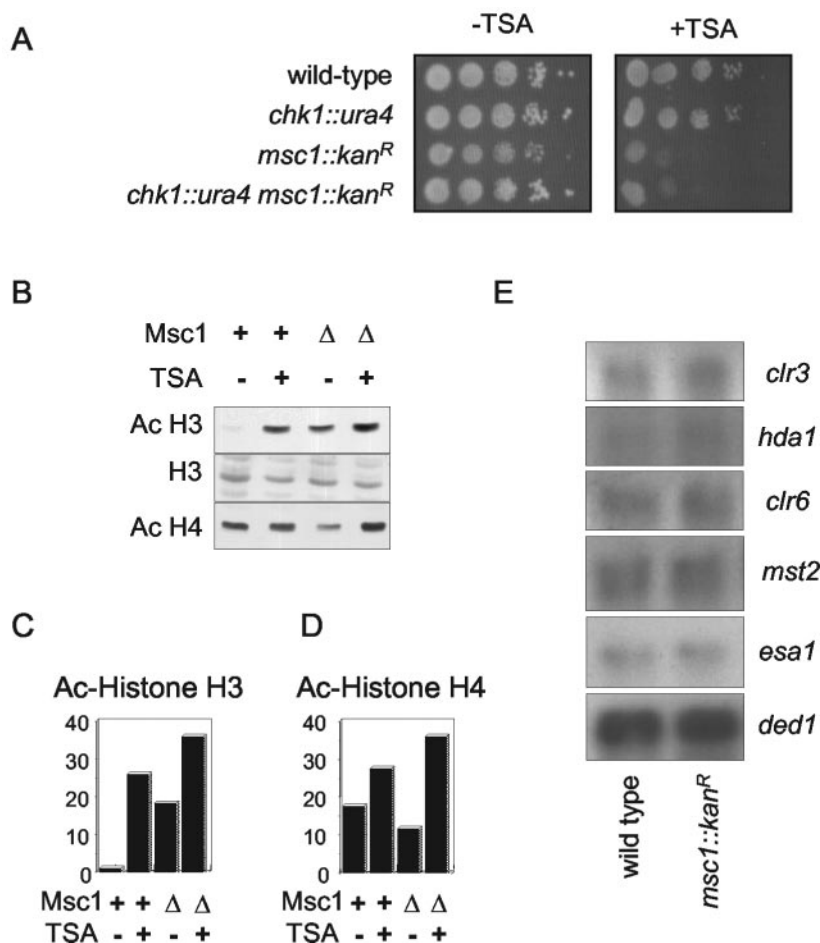 A
-TSA +TSA
wild-type
chk1::ura4
msc1::kanR
chk1::ura4 msc1::kanR
B
Msc1 + + Δ Δ
TSA - + - +
Ac H3
H3
Ac H4
C
Ac-Histone H3
40
30
20
10
0
Msc1 + + Δ Δ
TSA - + - +
D
Ac-Histone H4
40
30
20
10
0
Msc1 + + Δ Δ
TSA - + - +
E
clr3
hda1
clr6
mst2
esa1
ded1
wild type
msc1::kanR